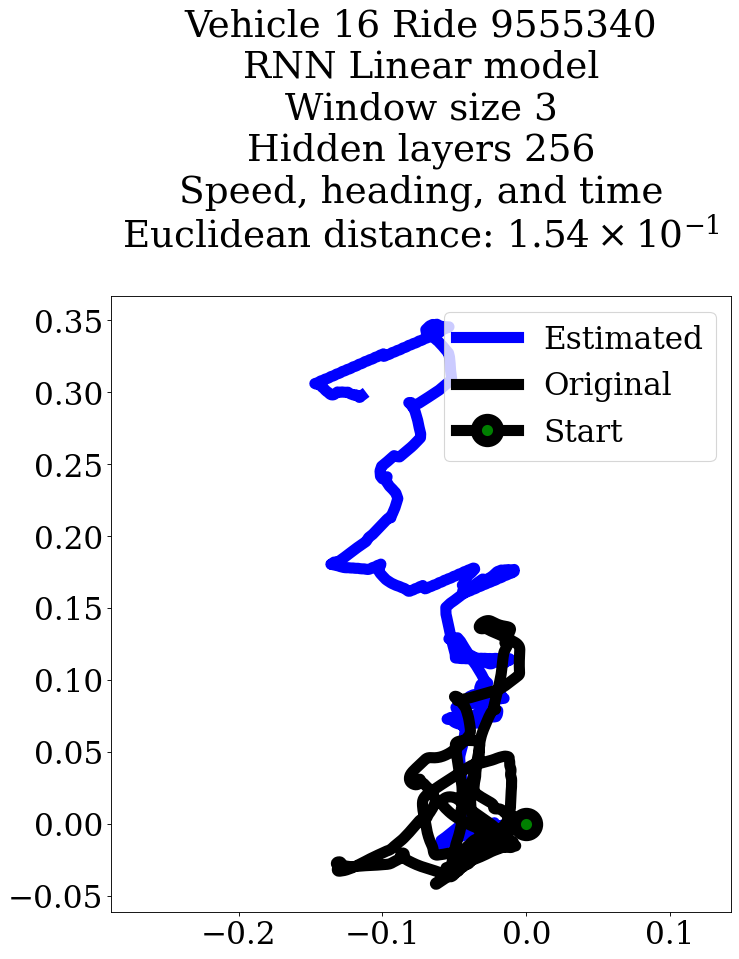 Vehicle 16 Ride 9555340
RNN Linear model
Window size 3
Hidden layers 256
Speed, heading, and time
Euclidean distance: 1.54 × 10⁻¹
Estimated
Original
Start
0.35
0.30
0.25
0.20
0.15
0.10
0.05
0.00
−0.05
−0.2 −0.1 0.0 0.1